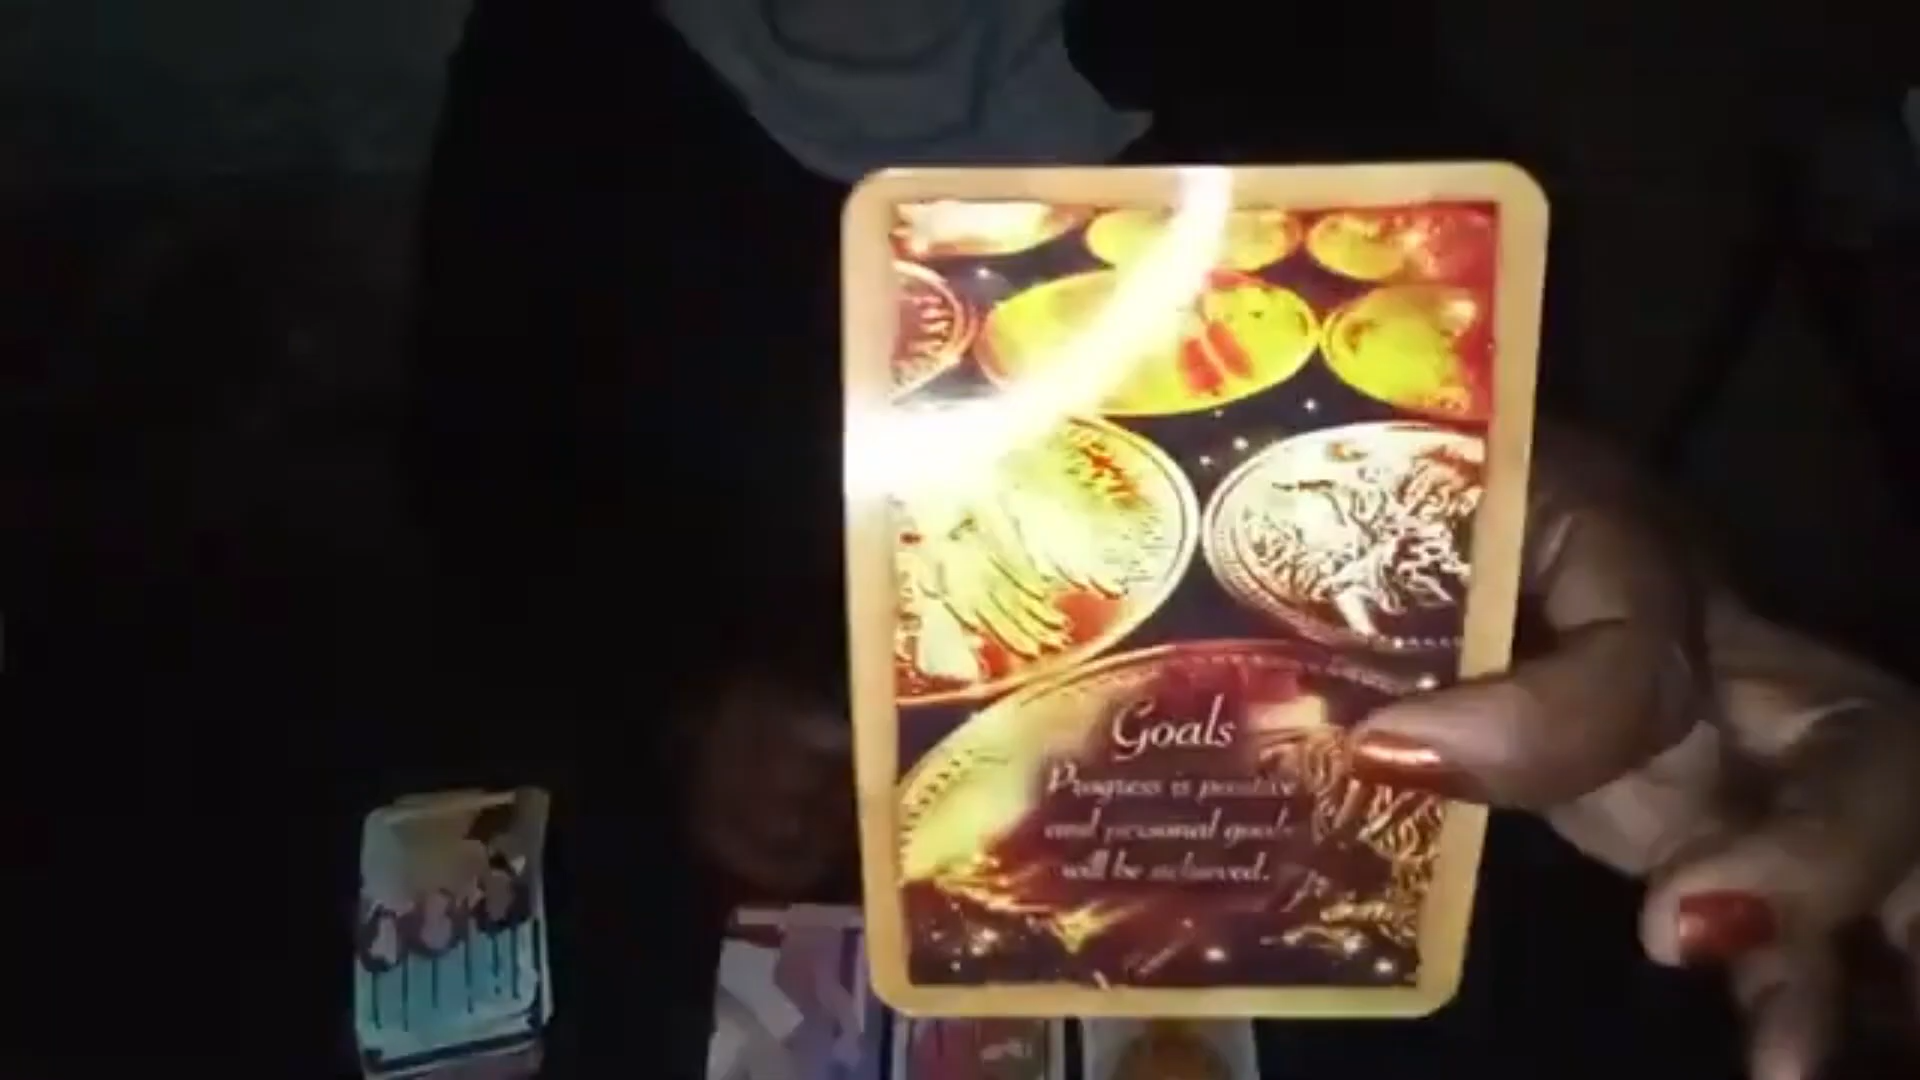 Goals
Progress is positive
and personal goals
will be achieved.